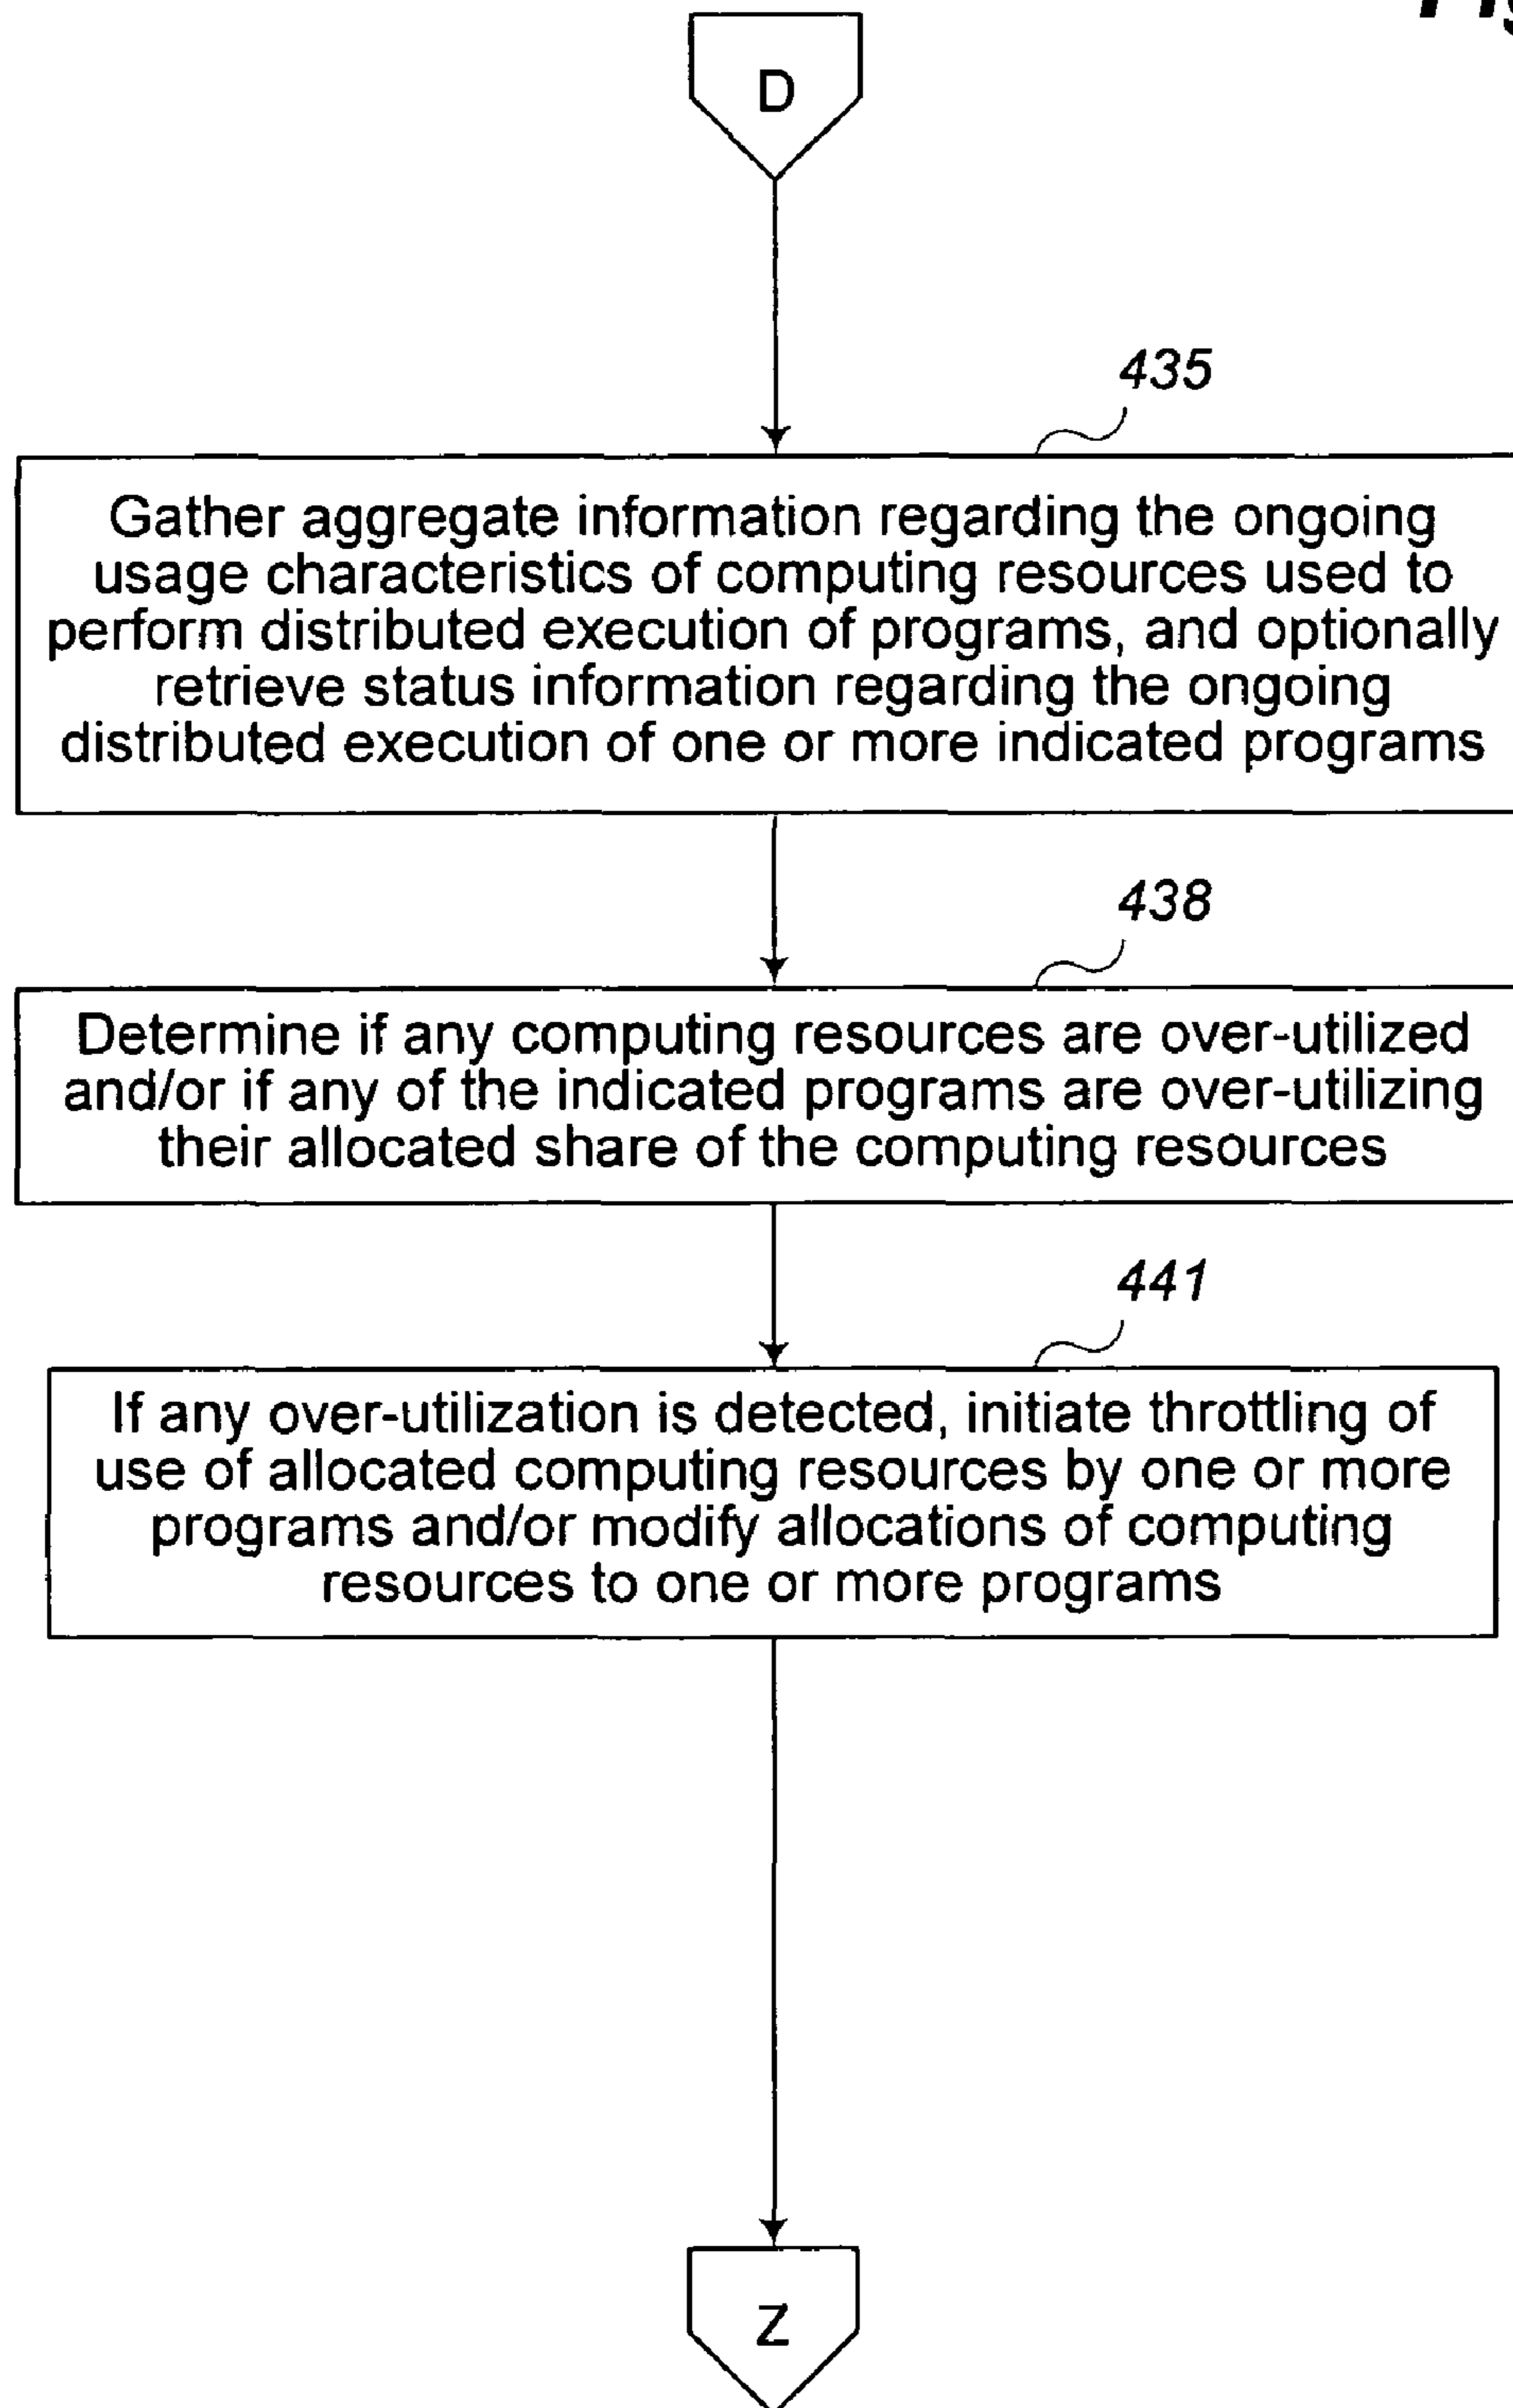 D
435
Gather aggregate information regarding the ongoing
usage characteristics of computing resources used to
perform distributed execution of programs, and optionally
retrieve status information regarding the ongoing
distributed execution of one or more indicated programs
438
Determine if any computing resources are over-utilized
and/or if any of the indicated programs are over-utilizing
their allocated share of the computing resources
441
If any over-utilization is detected, initiate throttling of
use of allocated computing resources by one or more
programs and/or modify allocations of computing
resources to one or more programs
Z